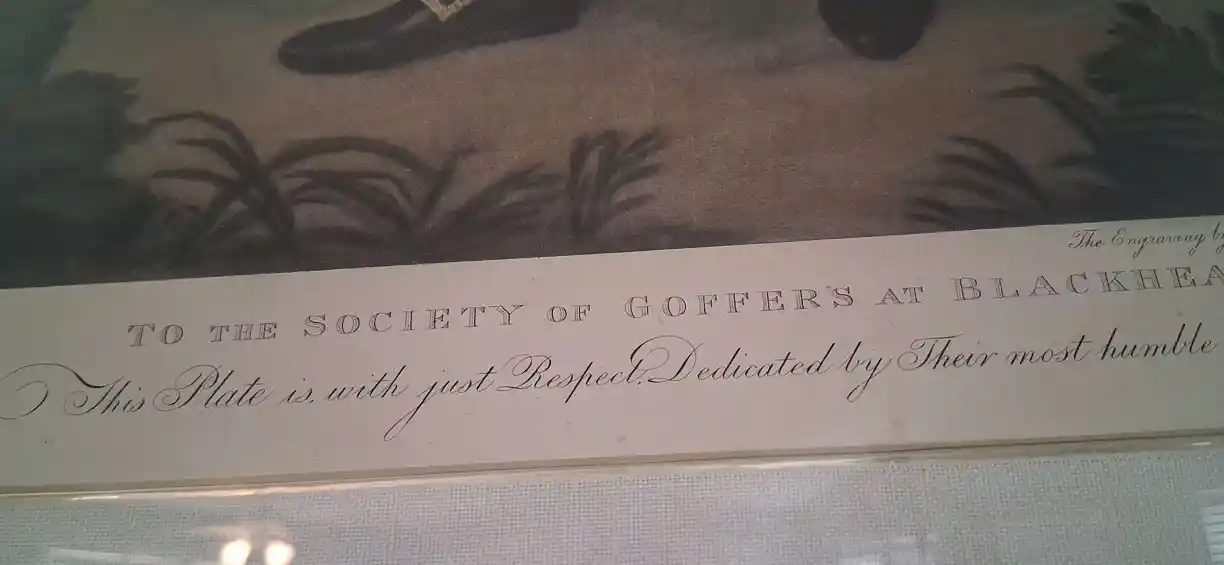 The Engraving by
TO THE SOCIETY OF GOFFER'S AT BLACKHEA
This Plate is, with just Respect, Dedicated by Their most humble